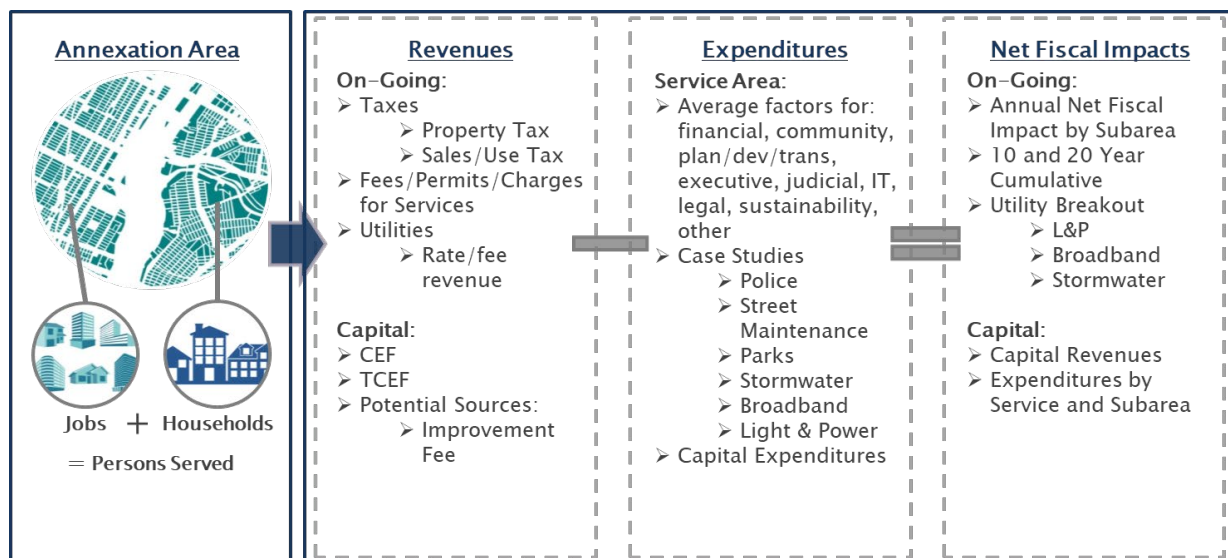 Annexation Area
Jobs + Households
= Persons Served
Revenues
On-Going:
➢ Taxes
➢ Property Tax
➢ Sales/Use Tax
➢ Fees/Permits/Charges
for Services
➢ Utilities
➢ Rate/fee
revenue
Capital:
➢ CEF
➢ TCEF
➢ Potential Sources:
➢ Improvement
Fee
Expenditures
Service Area:
➢ Average factors for:
financial, community,
plan/dev/trans,
executive, judicial, IT,
legal, sustainability,
other
➢ Case Studies
➢ Police
➢ Street
Maintenance
➢ Parks
➢ Stormwater
➢ Broadband
➢ Light & Power
➢ Capital Expenditures
Net Fiscal Impacts
On-Going:
➢ Annual Net Fiscal
Impact by Subarea
➢ 10 and 20 Year
Cumulative
➢ Utility Breakout
➢ L&P
➢ Broadband
➢ Stormwater
Capital:
➢ Capital Revenues
➢ Expenditures by
Service and Subarea